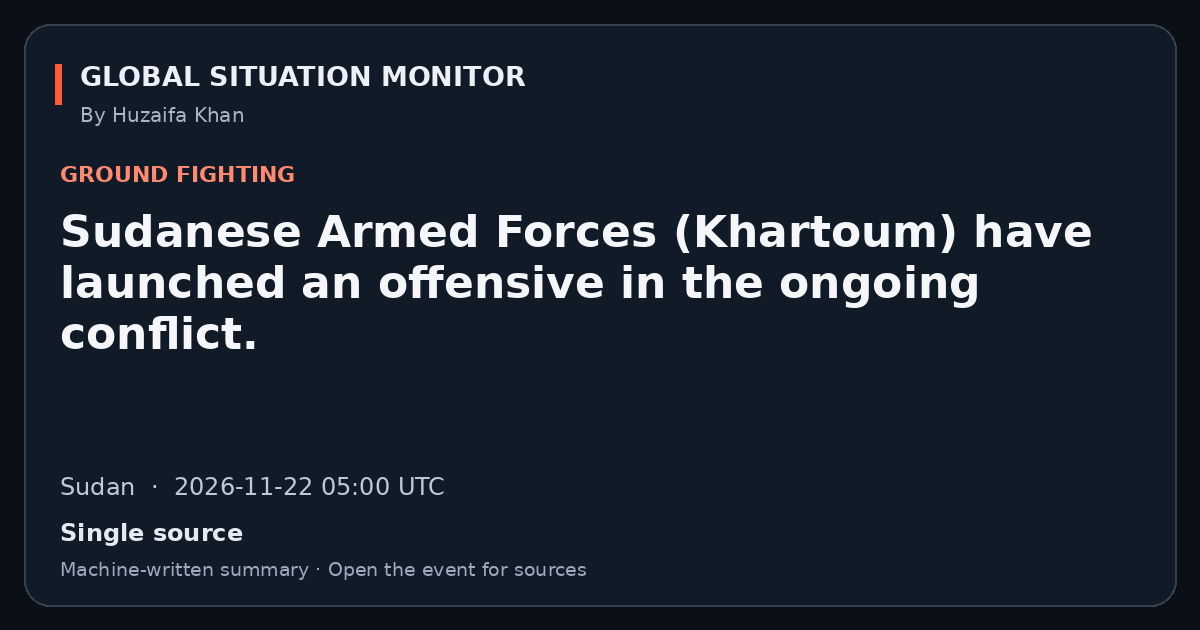 GLOBAL SITUATION MONITOR
By Huzaifa Khan
GROUND FIGHTING
Sudanese Armed Forces (Khartoum) have
launched an offensive in the ongoing
conflict.
Sudan · 2026-11-22 05:00 UTC
Single source
Machine-written summary · Open the event for sources